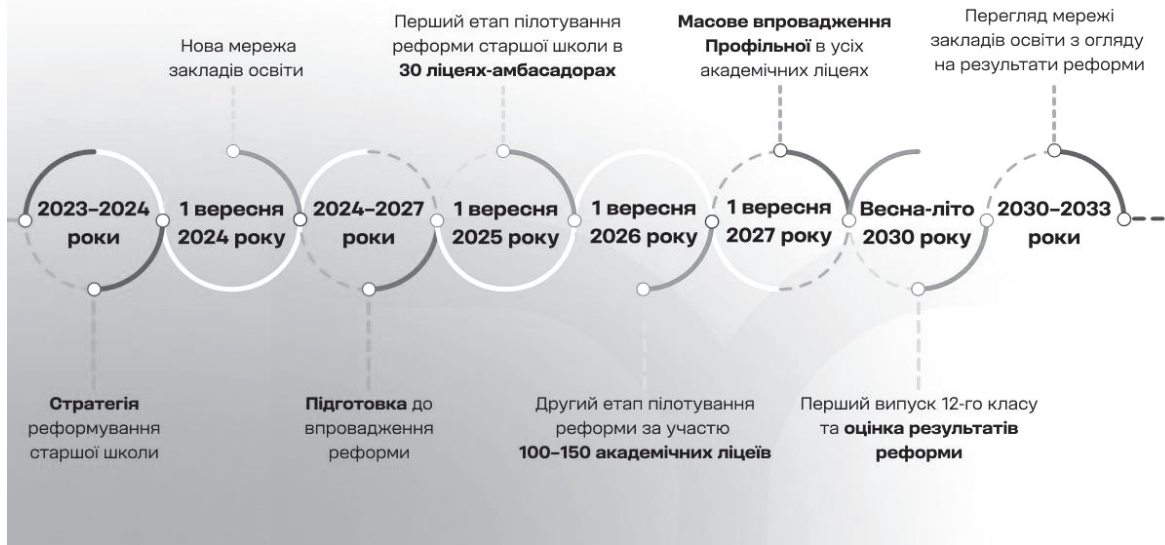 Нова мережа
закладів освіти
Перший етап пілотування
реформи старшої школи в
30 ліцеях-амбасадорах
Масове впровадження
Профільної в усіх
академічних ліцеях
Перегляд мережі
закладів освіти з огляду
на результати реформи
2023–2024
роки
1 вересня
2024 року
2024–2027
роки
1 вересня
2025 року
1 вересня
2026 року
1 вересня
2027 року
Весна-літо
2030 року
2030–2033
роки
Стратегія
реформування
старшої школи
Підготовка до
впровадження
реформи
Другий етап пілотування
реформи за участю
100–150 академічних ліцеїв
Перший випуск 12-го класу
та оцінка результатів
реформи